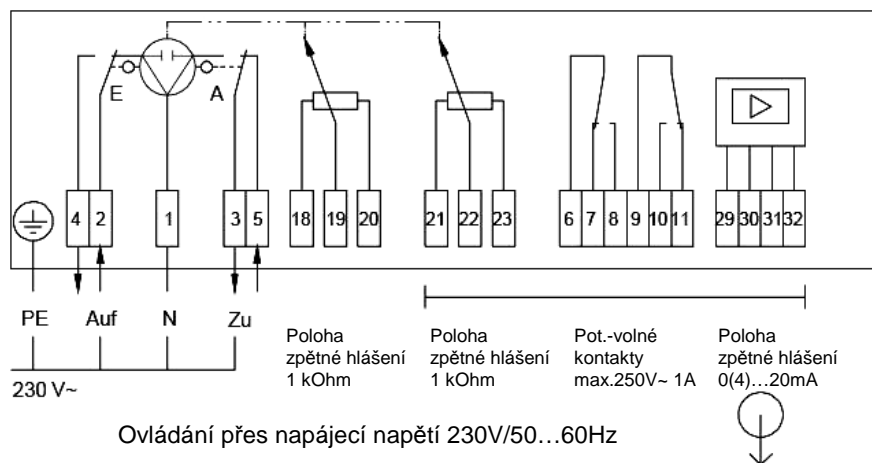 E
A
4
2
1
3
5
18
19
20
21
22
23
6
7
8
9
10
11
29
30
31
32
PE
Auf
N
Zu
230 V~
Poloha
zpětné hlášení
1 kOhm
Poloha
zpětné hlášení
1 kOhm
Pot.-volné
kontakty
max.250V~ 1A
Poloha
zpětné hlášení
0(4)…20mA
Ovládání přes napájecí napětí 230V/50…60Hz